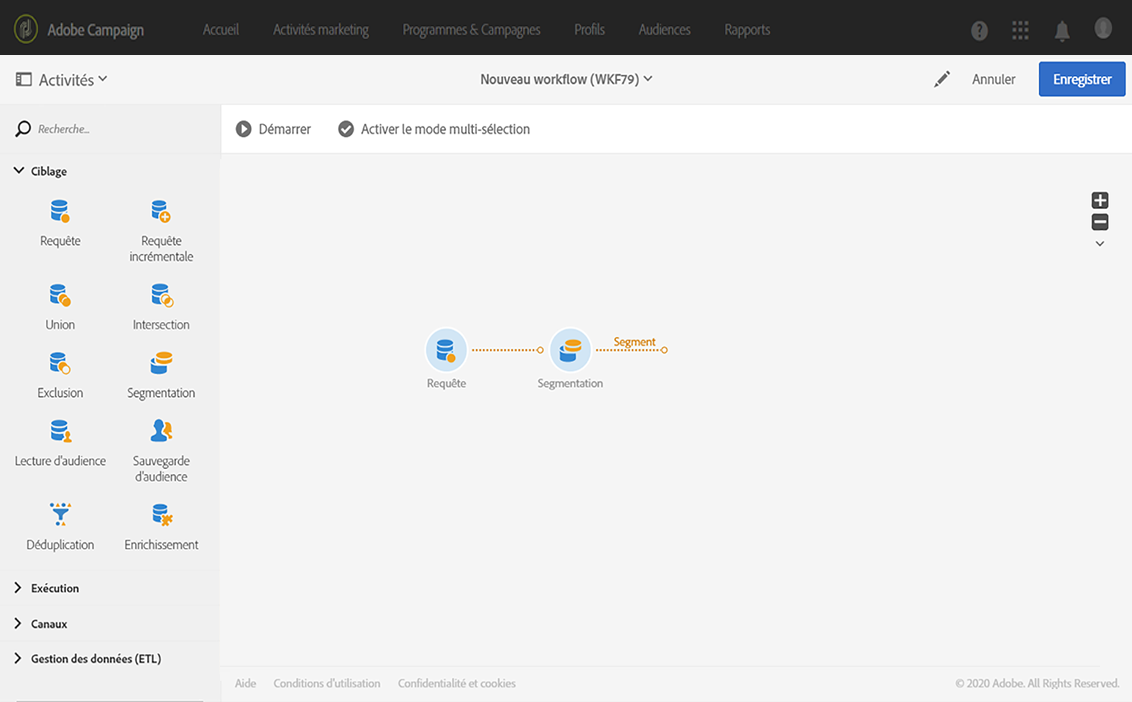 Adobe Campaign
Accueil
Activités marketing
Programmes & Campagnes
Profils
Audiences
Rapports
Activités
Nouveau workflow (WKF79)
Annuler
Enregistrer
Recherche...
Démarrer
Activer le mode multi-sélection
Ciblage
Requête
Requête
incrémentale
Union
Intersection
Exclusion
Segmentation
Lecture d'audience
Sauvegarde
d'audience
Déduplication
Enrichissement
Exécution
Canaux
Gestion des données (ETL)
Segment
Requête
Segmentation
Aide
Conditions d'utilisation
Confidentialité et cookies
© 2020 Adobe. All Rights Reserved.